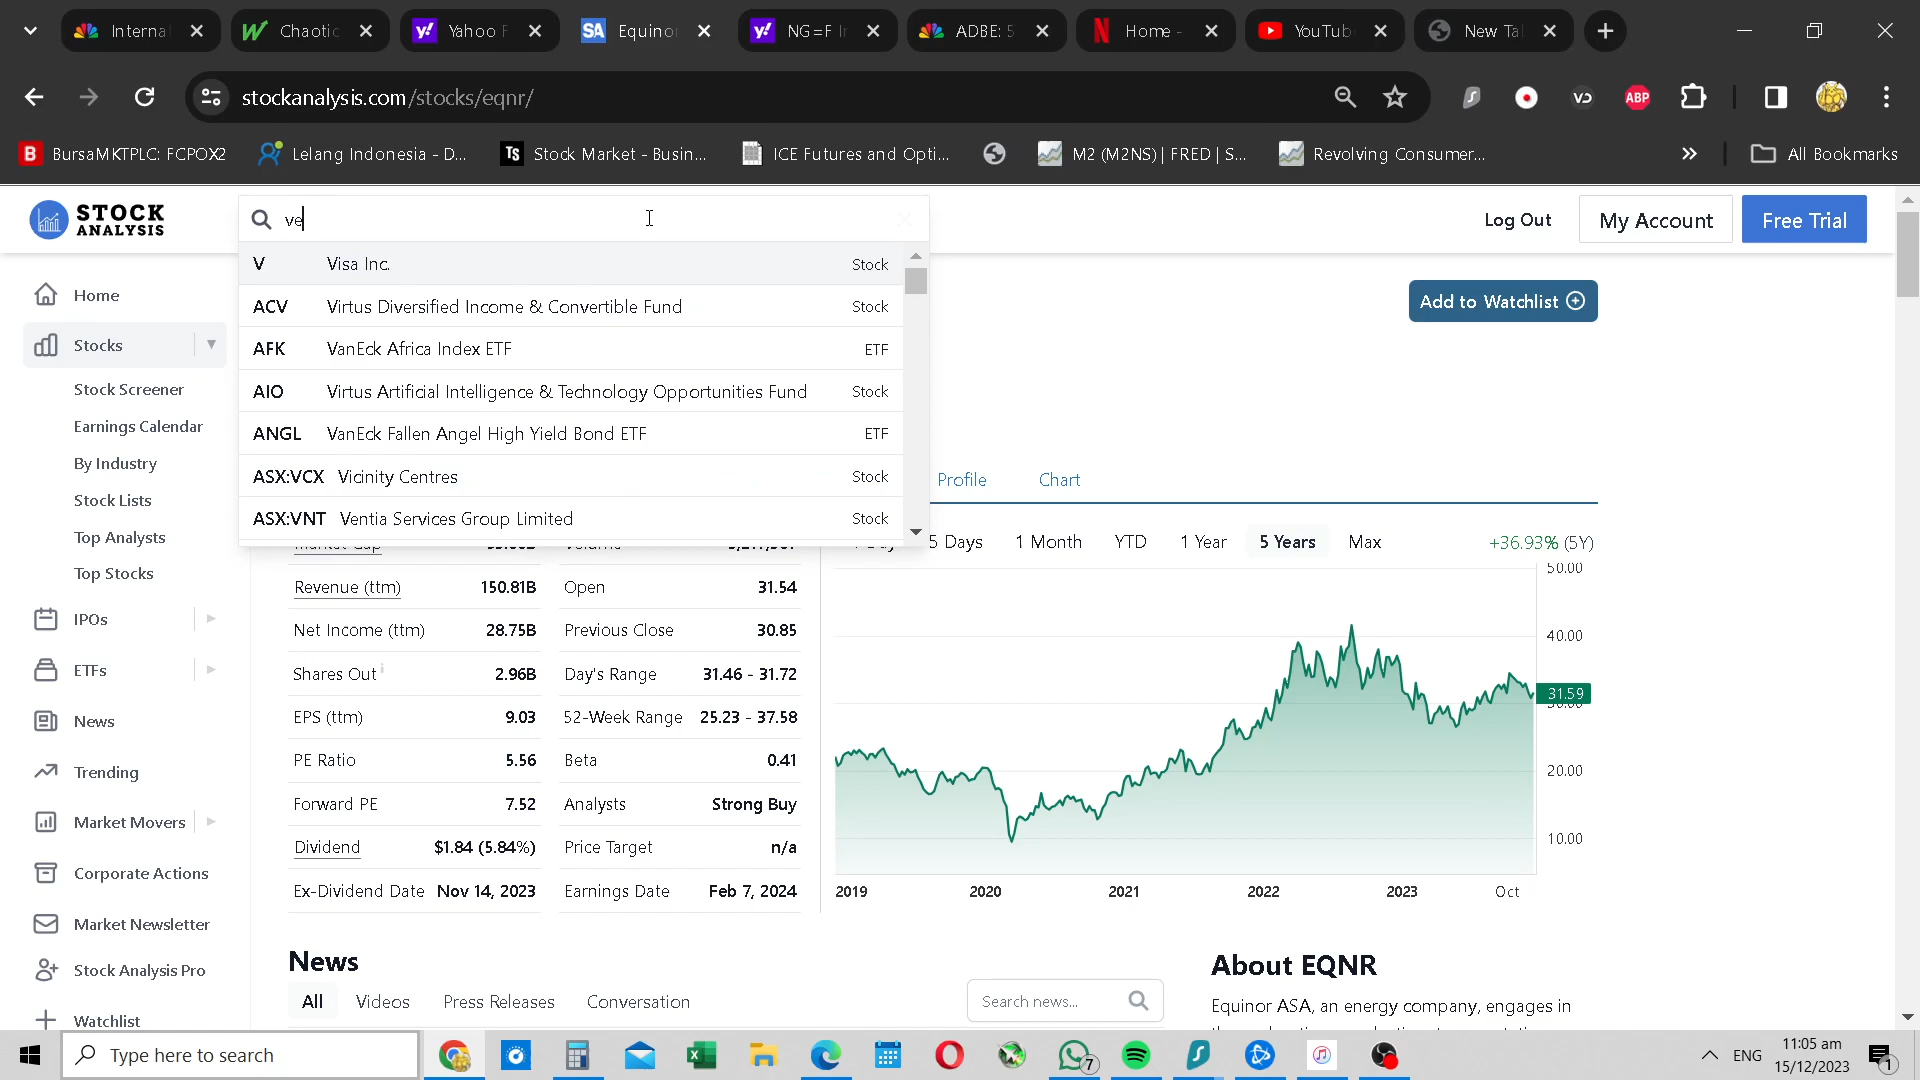 Interna
Chaotic
Yahoo F
Equino
NG=F I
ADBE: 5
Home -
YouTub
New Ta
stockanalysis.com/stocks/eqnr/
BursaMKTPLC: FCPOX2
Lelang Indonesia - D...
Stock Market - Busin...
ICE Futures and Opti...
M2 (M2NS) | FRED | S...
Revolving Consumer...
All Bookmarks
STOCK
ANALYSIS
ve
Log Out
My Account
Free Trial
V Visa Inc. Stock
ACV Virtus Diversified Income & Convertible Fund Stock
AFK VanEck Africa Index ETF ETF
AIO Virtus Artificial Intelligence & Technology Opportunities Fund Stock
ANGL VanEck Fallen Angel High Yield Bond ETF ETF
ASX:VCX Vicinity Centres Stock
ASX:VNT Ventia Services Group Limited Stock
Home
Stocks
Stock Screener
Earnings Calendar
By Industry
Stock Lists
Top Analysts
Top Stocks
IPOs
ETFs
News
Trending
Market Movers
Corporate Actions
Market Newsletter
Stock Analysis Pro
Watchlist
Add to Watchlist
Profile Chart
5 Days 1 Month YTD 1 Year 5 Years Max +36.93% (5Y)
Revenue (ttm) 150.81B Open 31.54
Net Income (ttm) 28.75B Previous Close 30.85
Shares Out 2.96B Day's Range 31.46 - 31.72
EPS (ttm) 9.03 52-Week Range 25.23 - 37.58
PE Ratio 5.56 Beta 0.41
Forward PE 7.52 Analysts Strong Buy
Dividend $1.84 (5.84%) Price Target n/a
Ex-Dividend Date Nov 14, 2023 Earnings Date Feb 7, 2024
50.00
40.00
31.59
30.00
20.00
10.00
2019 2020 2021 2022 2023 Oct
News
All Videos Press Releases Conversation
Search news...
About EQNR
Equinor ASA, an energy company, engages in
Type here to search
7
ENG
11:05 am
15/12/2023
1